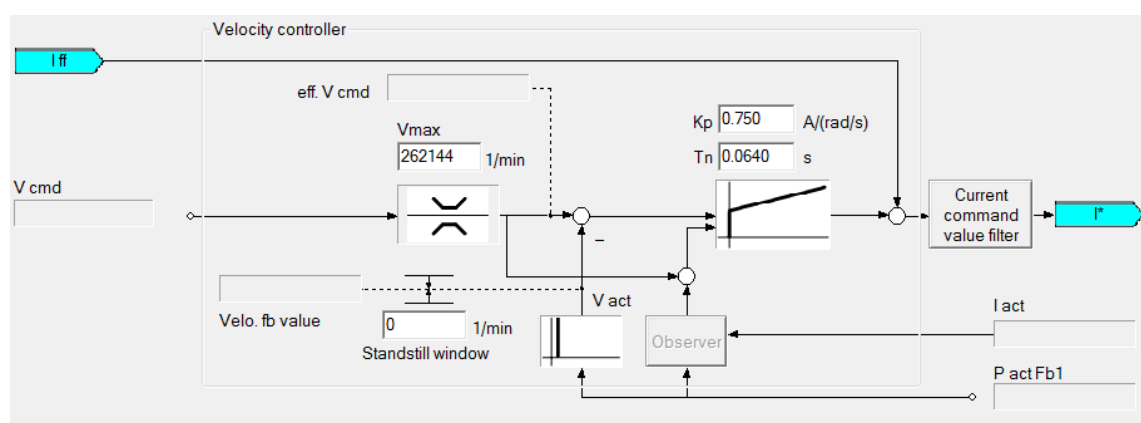 Velocity controller
I ff
eff. V cmd
Kp 0.750 A/(rad/s)
Vmax
262144 1/min
Tn 0.0640 s
V cmd
Current
command
value filter
I*
–
V act
I act
Velo. fb value
0 1/min
Standstill window
Observer
P act Fb1